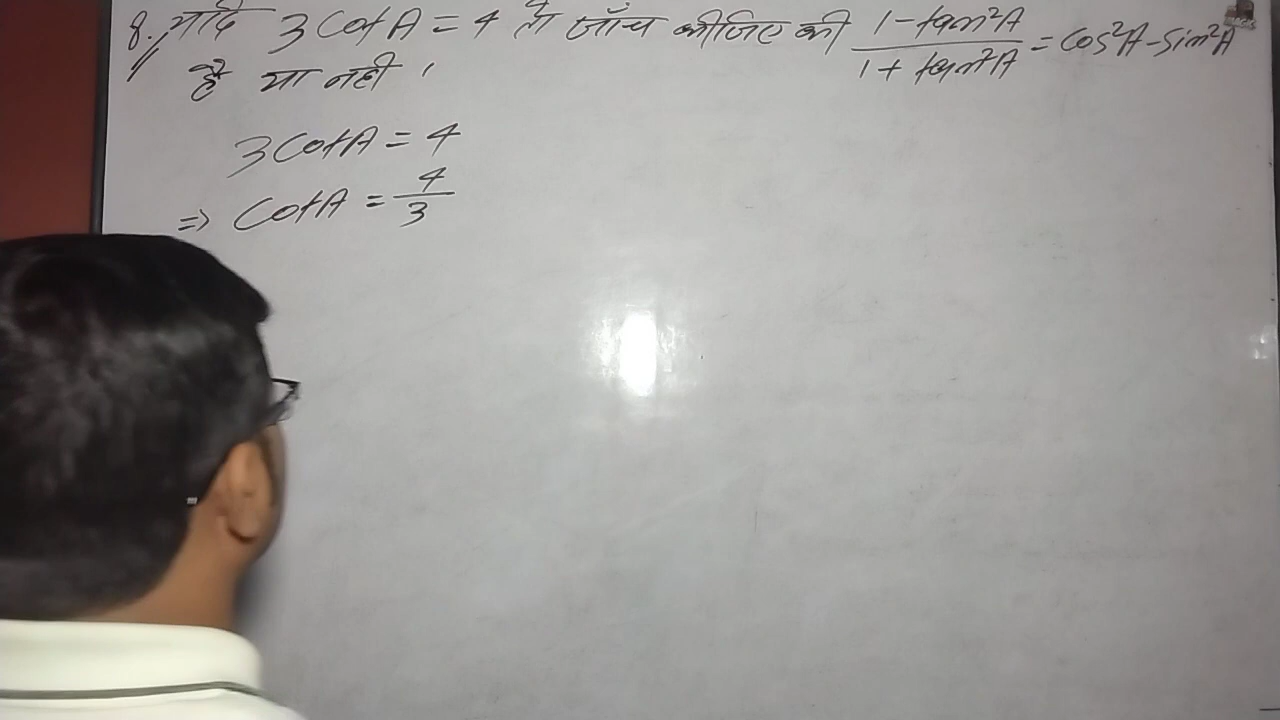 8. यदि 3 Cot A = 4 तो जाँच कीजिए की (1 - tan²A)/(1 + tan²A) = Cos²A - Sin²A
है या नही ।
3 Cot A = 4
⇒ Cot A = 4/3